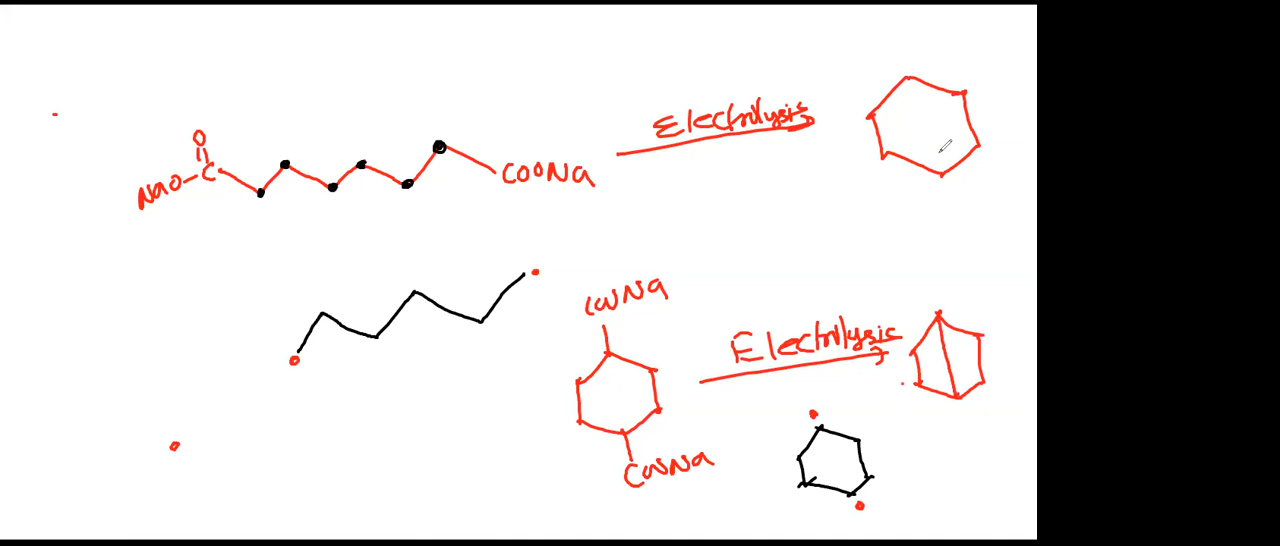 Electrolysis
O
NaO-C
COONa
COONa
Electrolysis
COONa